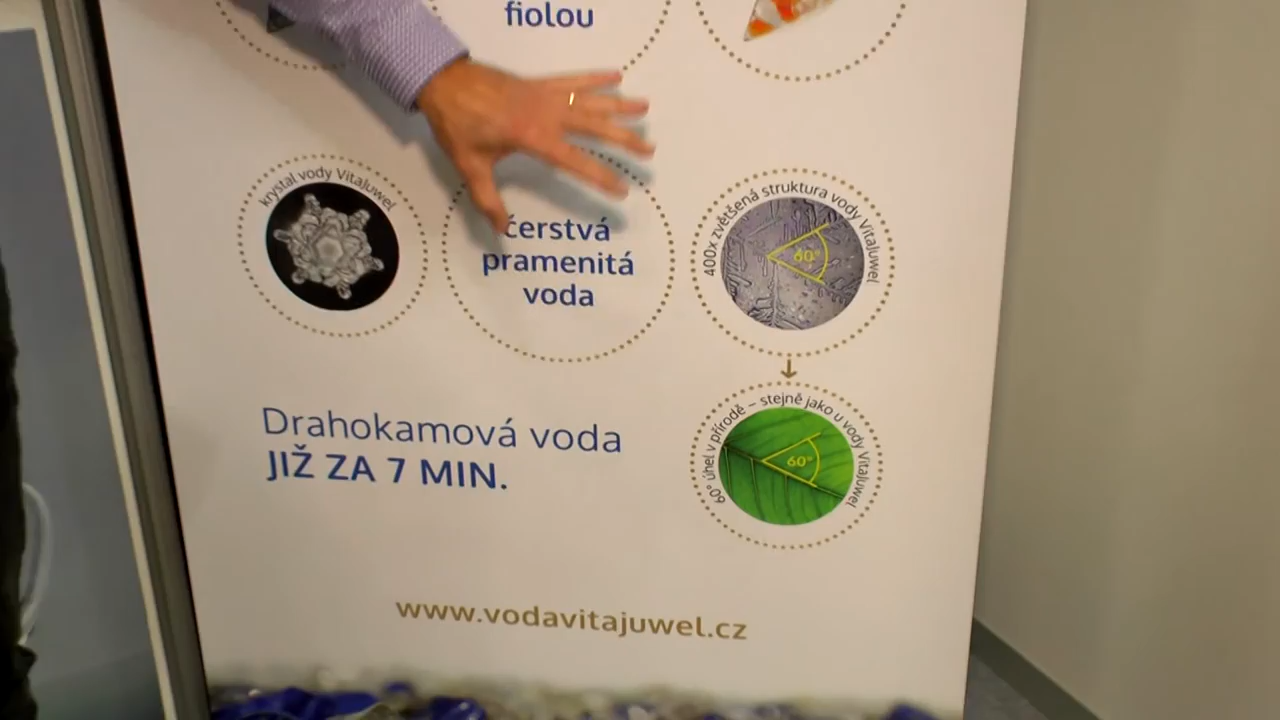 fiolou
krystal vody VitaJuwel
čerstvá
pramenitá
voda
400x zvětšená struktura vody VitaJuwel
60°
60° úhel v přírodě – stejně jako u vody VitaJuwel
60°
Drahokamová voda
JIŽ ZA 7 MIN.
www.vodavitajuwel.cz